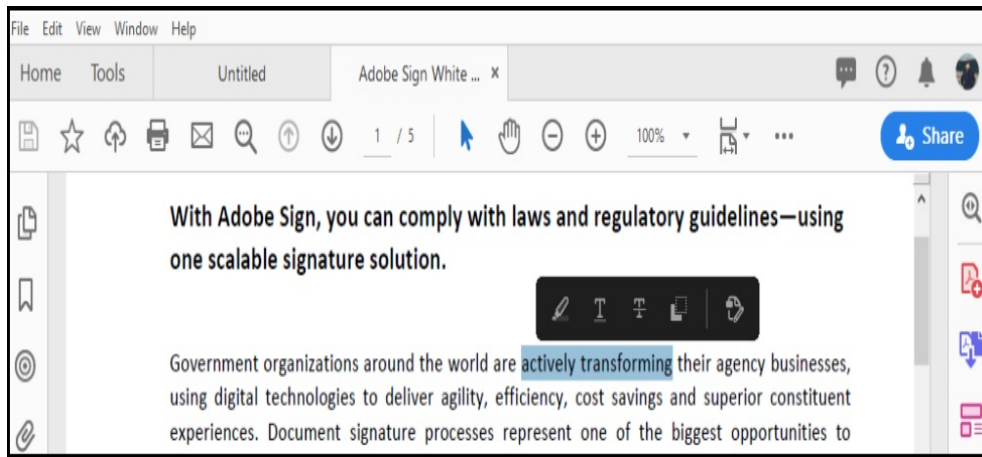 File Edit View Window Help
Home Tools Untitled Adobe Sign White ... ×
1 / 5 100% Share
With Adobe Sign, you can comply with laws and regulatory guidelines—using
one scalable signature solution.
Government organizations around the world are actively transforming their agency businesses,
using digital technologies to deliver agility, efficiency, cost savings and superior constituent
experiences. Document signature processes represent one of the biggest opportunities to